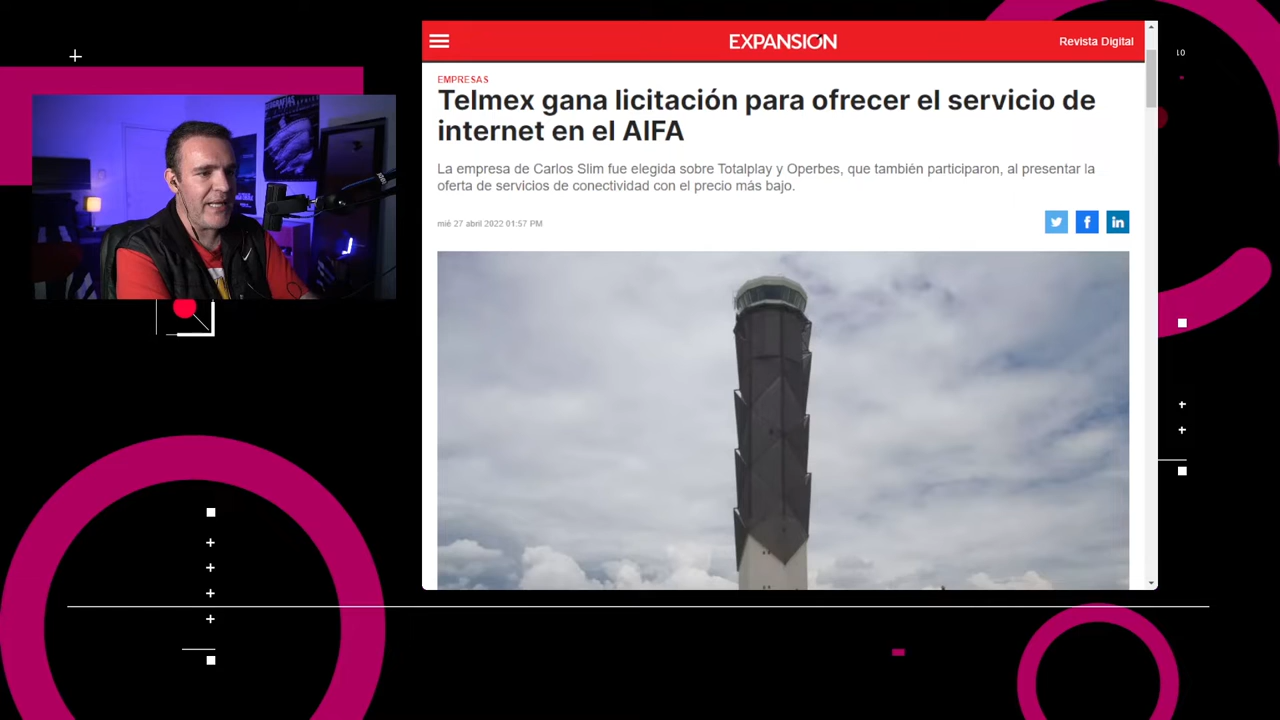 EXPANSIÓN
Revista Digital
EMPRESAS
Telmex gana licitación para ofrecer el servicio de
internet en el AIFA
La empresa de Carlos Slim fue elegida sobre Totalplay y Operbes, que también participaron, al presentar la
oferta de servicios de conectividad con el precio más bajo.
mié 27 abril 2022 01:57 PM